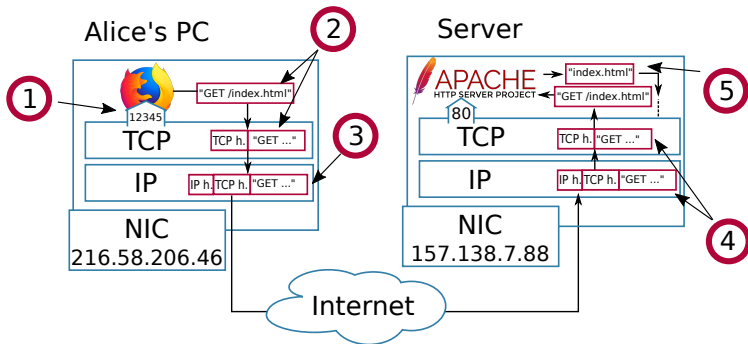 Alice's PC
Server
1
2
"GET /index.html"
12345
TCP
TCP h. "GET ..."
3
IP
IP h. TCP h. "GET ..."
NIC
216.58.206.46
APACHE
HTTP SERVER PROJECT
"index.html"
"GET /index.html"
5
80
TCP
TCP h. "GET ..."
IP
IP h. TCP h. "GET ..."
4
NIC
157.138.7.88
Internet